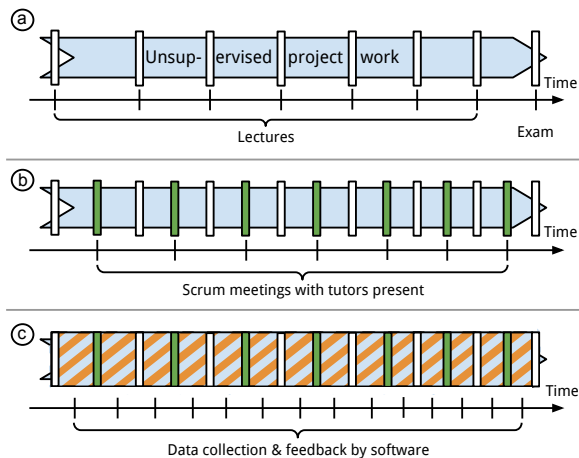 a
Unsup- ervised project work
Time
Lectures
Exam
b
Time
Scrum meetings with tutors present
c
Time
Data collection & feedback by software